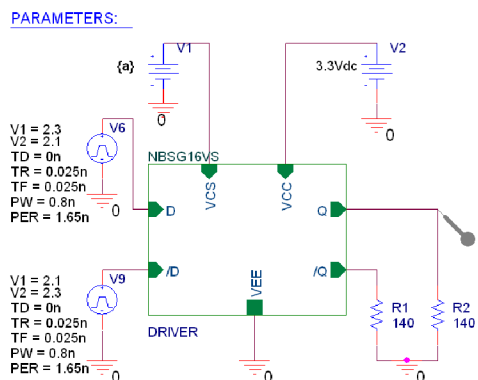 PARAMETERS:
V1
V2
{a}
3.3Vdc
0
0
V1 = 2.3
V2 = 2.1
TD = 0n
TR = 0.025n
TF = 0.025n
PW = 0.8n
PER = 1.65n
V6
0
NBSG16VS
VCS
VCC
D
Q
/D
/Q
VEE
DRIVER
V1 = 2.1
V2 = 2.3
TD = 0n
TR = 0.025n
TF = 0.025n
PW = 0.8n
PER = 1.65n
V9
0
R1
140
R2
140
0
0